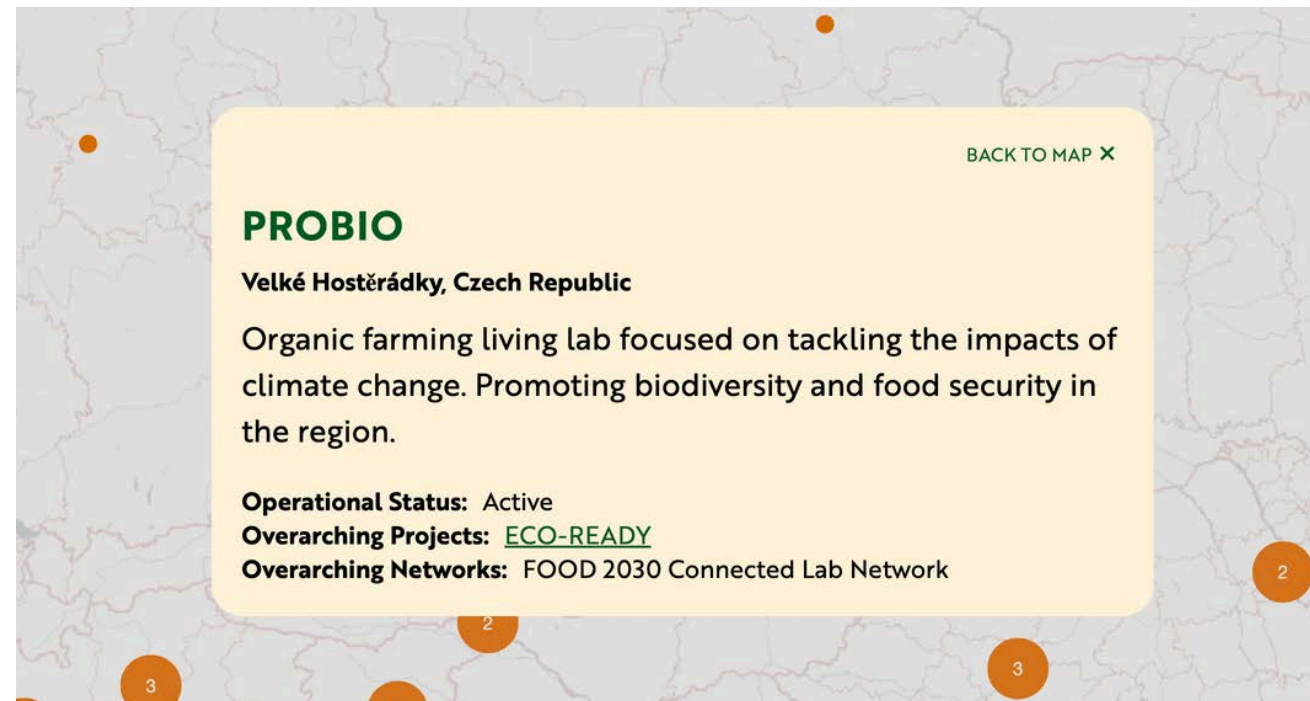 BACK TO MAP ×
PROBIO
Velké Hostěrádky, Czech Republic
Organic farming living lab focused on tackling the impacts of
climate change. Promoting biodiversity and food security in
the region.
Operational Status: Active
Overarching Projects: ECO-READY
Overarching Networks: FOOD 2030 Connected Lab Network
2
2
3
3